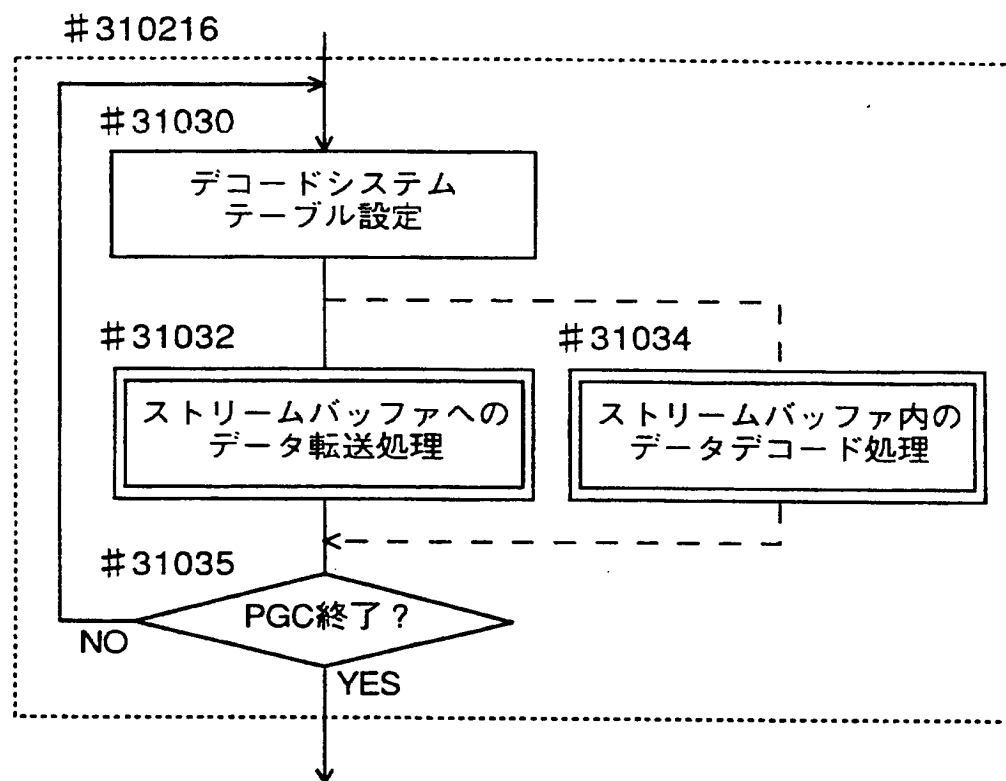 #310216
#31030
デコードシステム
テーブル設定
#31032
ストリームバッファへの
データ転送処理
#31034
ストリームバッファ内の
データデコード処理
#31035
PGC終了?
NO
YES